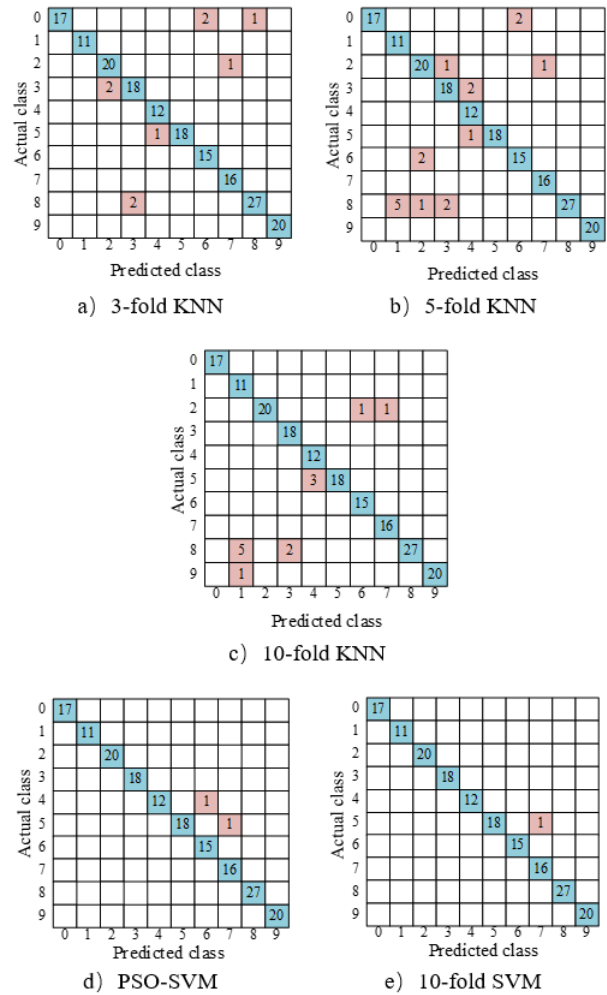 0 17 2 1
1 11
2 20 1
3 2 18
4 12
5 1 18
6 15
7 16
8 2 27
9 20
0 1 2 3 4 5 6 7 8 9
Actual class
Predicted class
a) 3-fold KNN
0 17 2
1 11
2 20 1 1
3 18 2
4 12
5 1 18
6 2 15
7 16
8 5 1 2 27
9 20
0 1 2 3 4 5 6 7 8 9
Actual class
Predicted class
b) 5-fold KNN
0 17
1 11
2 20 1 1
3 18
4 12
5 3 18
6 15
7 16
8 5 2 27
9 1 20
0 1 2 3 4 5 6 7 8 9
Actual class
Predicted class
c) 10-fold KNN
0 17
1 11
2 20
3 18
4 12 1
5 18 1
6 15
7 16
8 27
9 20
0 1 2 3 4 5 6 7 8 9
Actual class
Predicted class
d) PSO-SVM
0 17
1 11
2 20
3 18
4 12
5 18 1
6 15
7 16
8 27
9 20
0 1 2 3 4 5 6 7 8 9
Actual class
Predicted class
e) 10-fold SVM